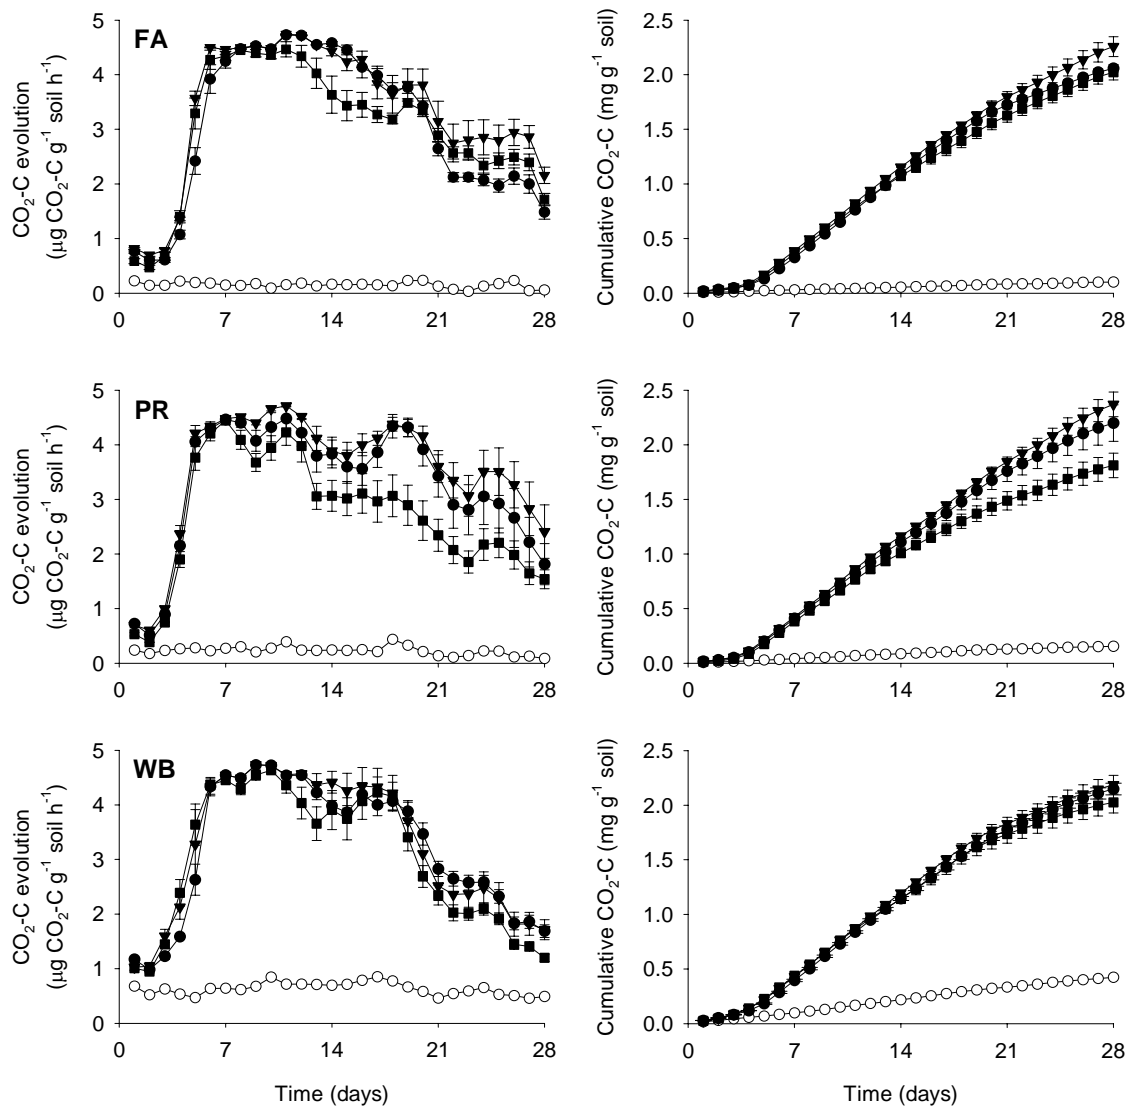 FA
CO₂-C evolution
(µg CO₂-C g⁻¹ soil h⁻¹)
5
4
3
2
1
0
0 7 14 21 28
Cumulative CO₂-C (mg g⁻¹ soil)
2.5
2.0
1.5
1.0
0.5
0.0
0 7 14 21 28
PR
CO₂-C evolution
(µg CO₂-C g⁻¹ soil h⁻¹)
5
4
3
2
1
0
0 7 14 21 28
Cumulative CO₂-C (mg g⁻¹ soil)
2.5
2.0
1.5
1.0
0.5
0.0
0 7 14 21 28
WB
CO₂-C evolution
(µg CO₂-C g⁻¹ soil h⁻¹)
5
4
3
2
1
0
0 7 14 21 28
Time (days)
Cumulative CO₂-C (mg g⁻¹ soil)
2.5
2.0
1.5
1.0
0.5
0.0
0 7 14 21 28
Time (days)